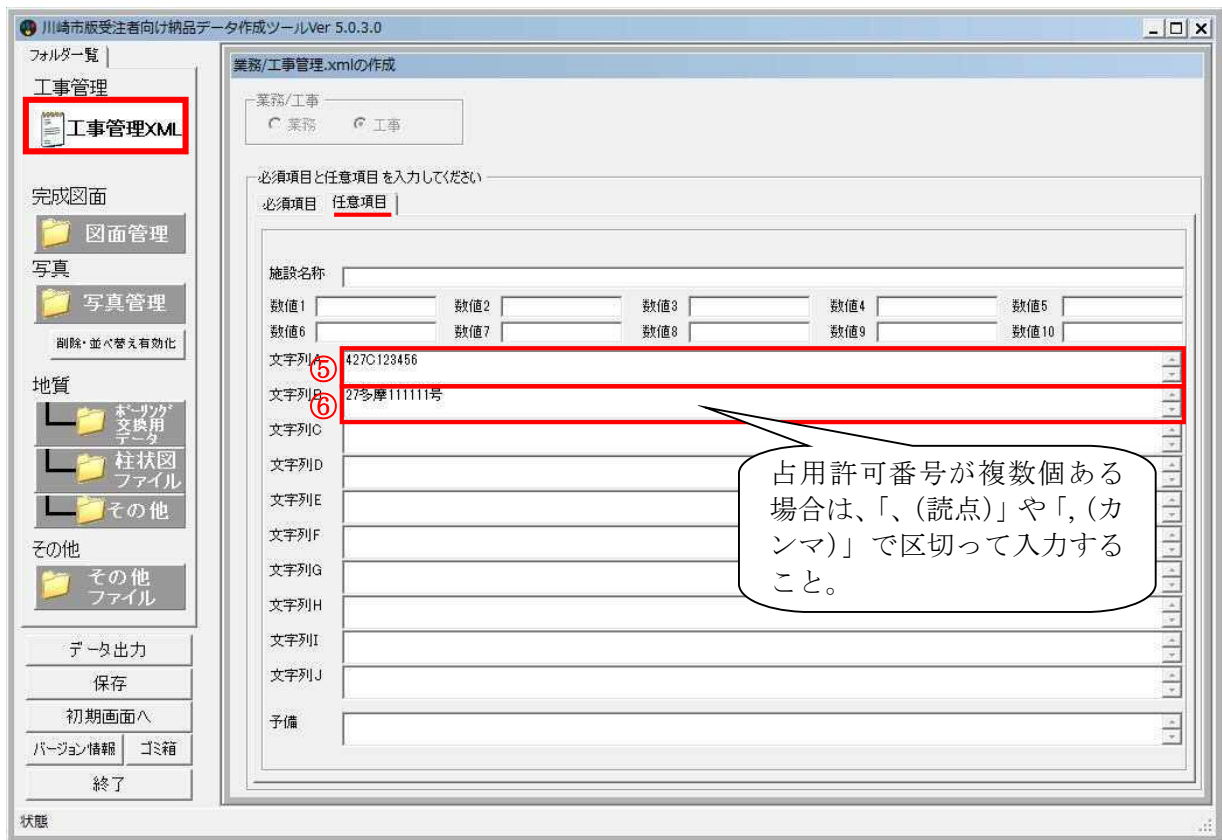 川崎市版受注者向け納品データ作成ツールVer 5.0.3.0
フォルダ一覧
工事管理
工事管理XML
完成図面
図面管理
写真
写真管理
削除・並べ替え有効化
地質
ボーリング
交換用
データ
柱状図
ファイル
その他
その他
その他
ファイル
データ出力
保存
初期画面へ
バージョン情報 ゴミ箱
終了
状態
業務/工事管理.xmlの作成
業務/工事
業務 工事
必須項目と任意項目を入力してください
必須項目 任意項目
施設名称
数値1 数値2 数値3 数値4 数値5
数値6 数値7 数値8 数値9 数値10
文字列A 427C123456
⑤
文字列B 27多摩111111号
⑥
文字列C
文字列D
文字列E
文字列F
文字列G
文字列H
文字列I
文字列J
予備
占用許可番号が複数個ある
場合は、「、(読点)」や「,(カ
ンマ)」で区切って入力する
こと。